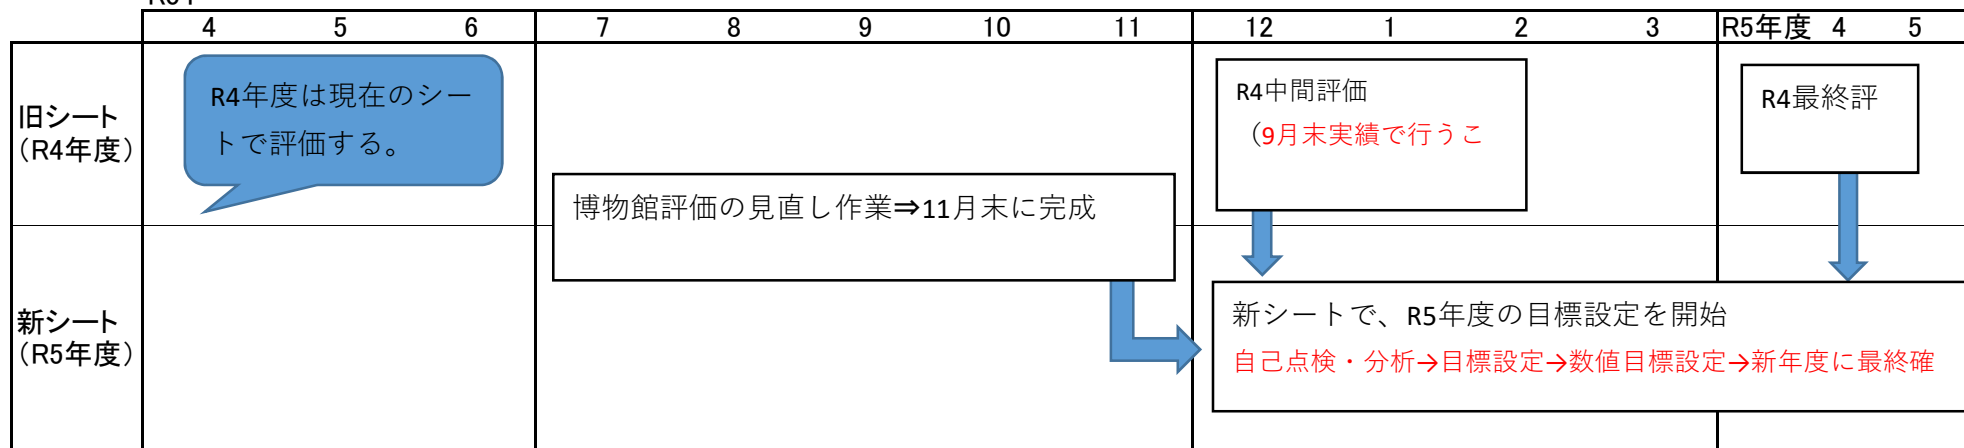 4 5 6 7 8 9 10 11 12 1 2 3 R5年度 4 5
旧シート
(R4年度)
R4年度は現在のシー
トで評価する。
博物館評価の見直し作業⇒11月末に完成
R4中間評価
(9月末実績で行うこ
R4最終評
新シート
(R5年度)
新シートで、R5年度の目標設定を開始
自己点検・分析→目標設定→数値目標設定→新年度に最終確